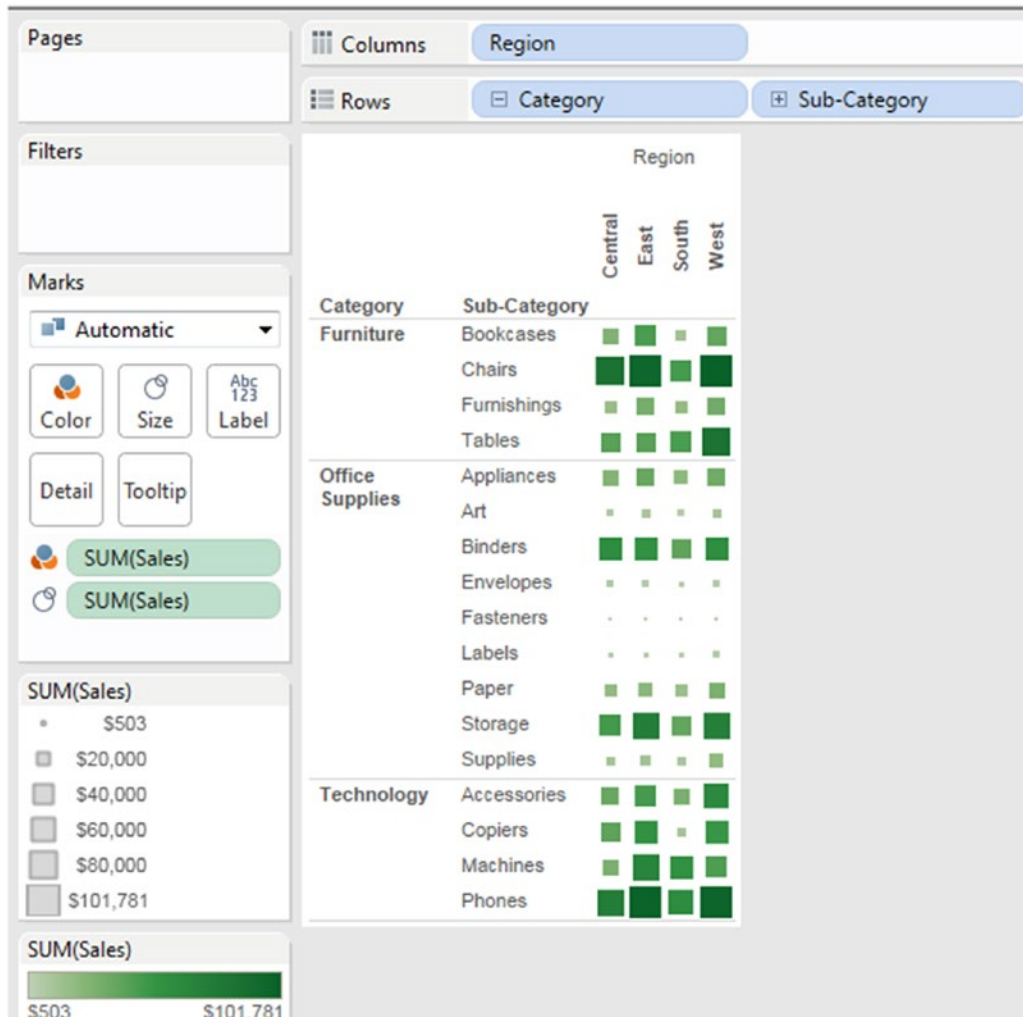 Pages
Columns
Region
Rows
Category
Sub-Category
Filters
Marks
Automatic
Color
Size
Abc
123
Label
Detail
Tooltip
SUM(Sales)
SUM(Sales)
SUM(Sales)
$503
$20,000
$40,000
$60,000
$80,000
$101,781
SUM(Sales)
$503 $101,781
Region
Central East South West
Category Sub-Category
Furniture Bookcases
Chairs
Furnishings
Tables
Office Supplies Appliances
Art
Binders
Envelopes
Fasteners
Labels
Paper
Storage
Supplies
Technology Accessories
Copiers
Machines
Phones